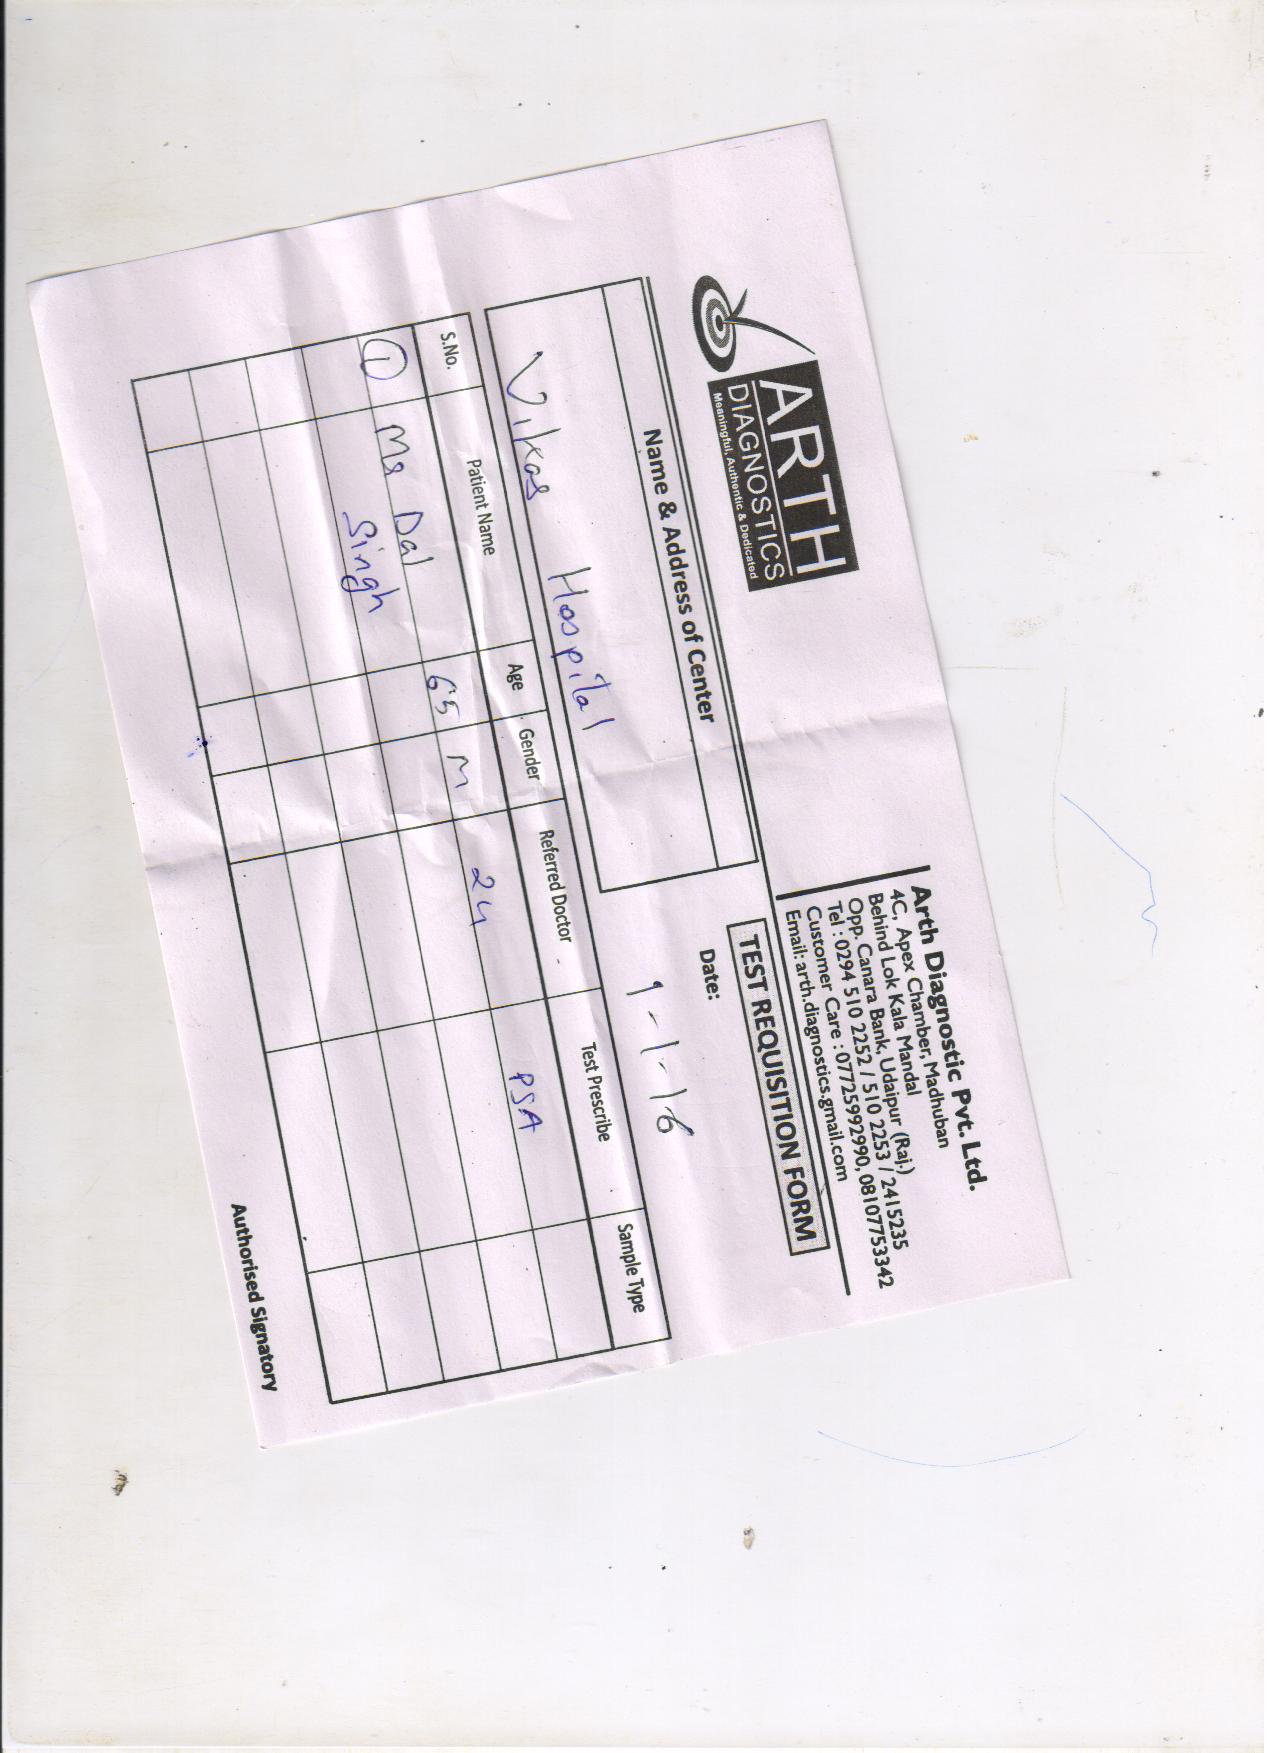 ARTH
DIAGNOSTICS
Meaningful, Authentic & Dedicated
Arth Diagnostic Pvt. Ltd.
4C, Apex Chamber, Madhuban
Behind Lok Kala Mandal
Opp. Canara Bank, Udaipur (Raj.)
Tel : 0294 510 2252 / 510 2253 / 2415235
Customer Care : 07725992990, 08107753342
Email: arth.diagnostics.gmail.com
TEST REQUISITION FORM
Name & Address of Center
Vikas Hospital
Date: 1-1-16
S.No. Patient Name Age Gender Referred Doctor Test Prescribe Sample Type
1 Mr Dal Singh 65 M 24 PSA
Authorised Signatory